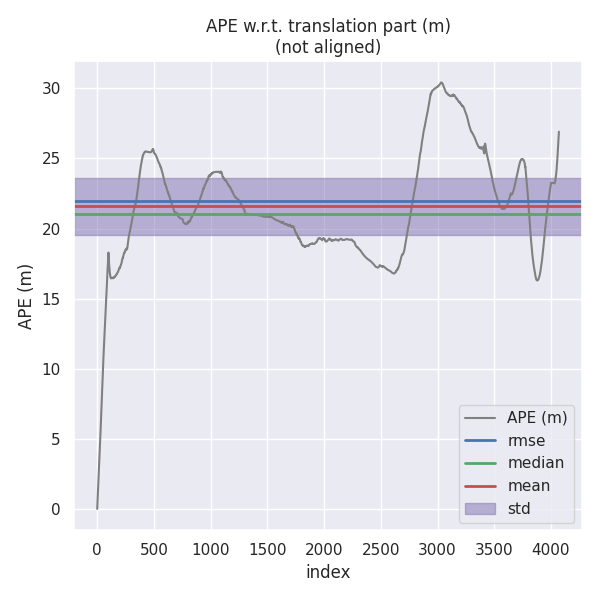 APE w.r.t. translation part (m)
(not aligned)
APE (m)
30
25
20
15
10
5
0
0 500 1000 1500 2000 2500 3000 3500 4000
index
APE (m)
rmse
median
mean
std